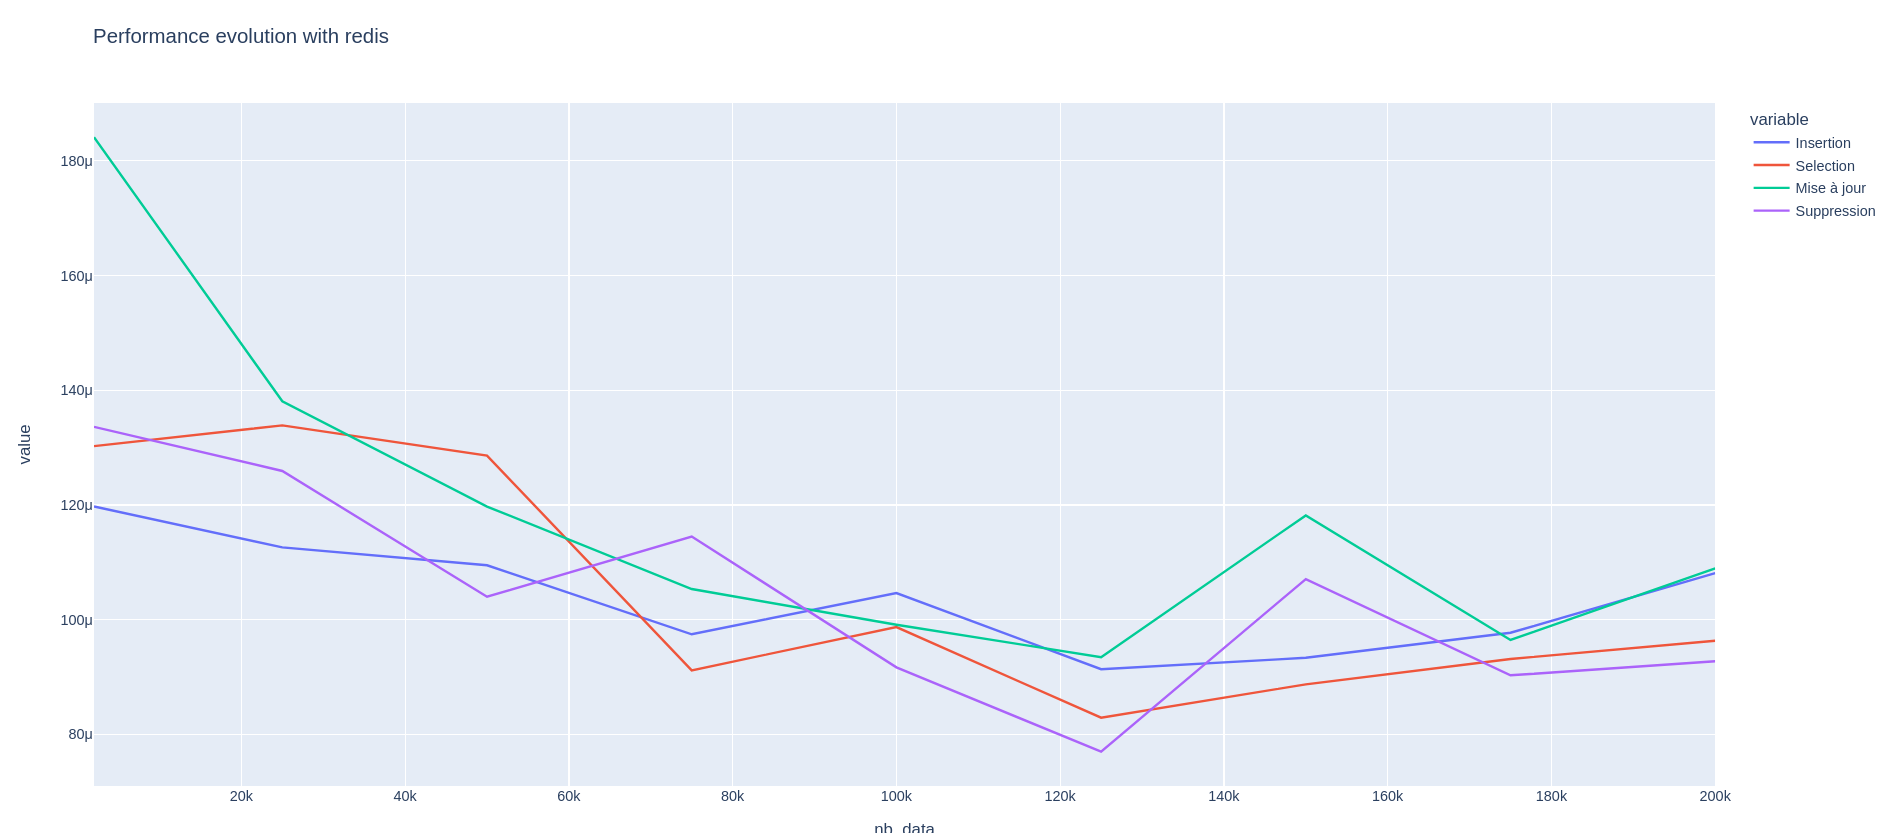 Performance evolution with redis
variable
Insertion
Selection
Mise à jour
Suppression
180μ
160μ
140μ
120μ
100μ
80μ
value
20k
40k
60k
80k
100k
120k
140k
160k
180k
200k
nb_data